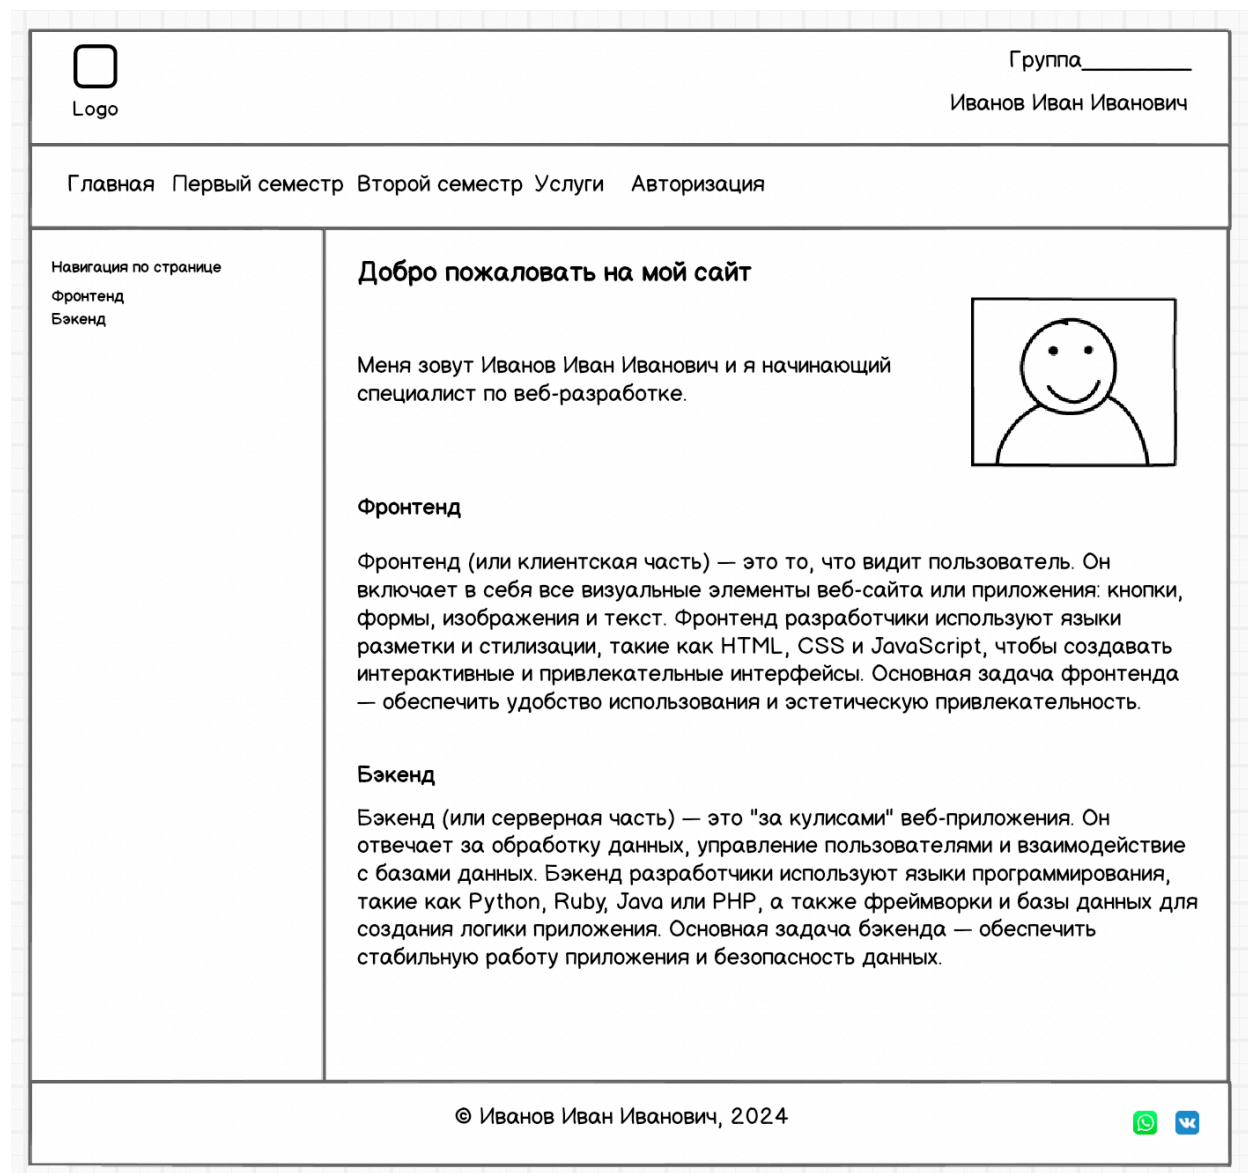 Logo
Группа_________
Иванов Иван Иванович
Главная Первый семестр Второй семестр Услуги Авторизация
Навигация по странице
Фронтенд
Бэкенд
Добро пожаловать на мой сайт
Меня зовут Иванов Иван Иванович и я начинающий
специалист по веб-разработке.
Фронтенд
Фронтенд (или клиентская часть) — это то, что видит пользователь. Он
включает в себя все визуальные элементы веб-сайта или приложения: кнопки,
формы, изображения и текст. Фронтенд разработчики используют языки
разметки и стилизации, такие как HTML, CSS и JavaScript, чтобы создавать
интерактивные и привлекательные интерфейсы. Основная задача фронтенда
— обеспечить удобство использования и эстетическую привлекательность.
Бэкенд
Бэкенд (или серверная часть) — это "за кулисами" веб-приложения. Он
отвечает за обработку данных, управление пользователями и взаимодействие
с базами данных. Бэкенд разработчики используют языки программирования,
такие как Python, Ruby, Java или PHP, а также фреймворки и базы данных для
создания логики приложения. Основная задача бэкенда — обеспечить
стабильную работу приложения и безопасность данных.
© Иванов Иван Иванович, 2024